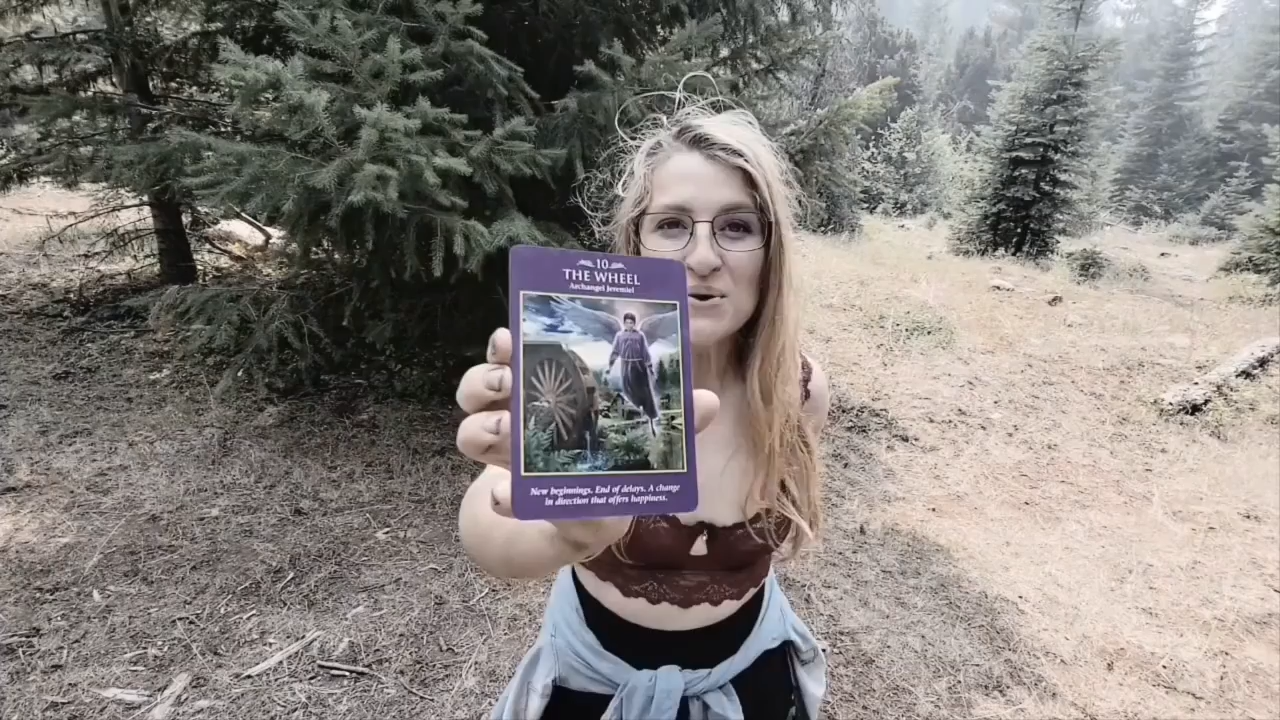 10
THE WHEEL
Archangel Jeremiel
New beginnings. End of delays. A change
in direction that offers happiness.